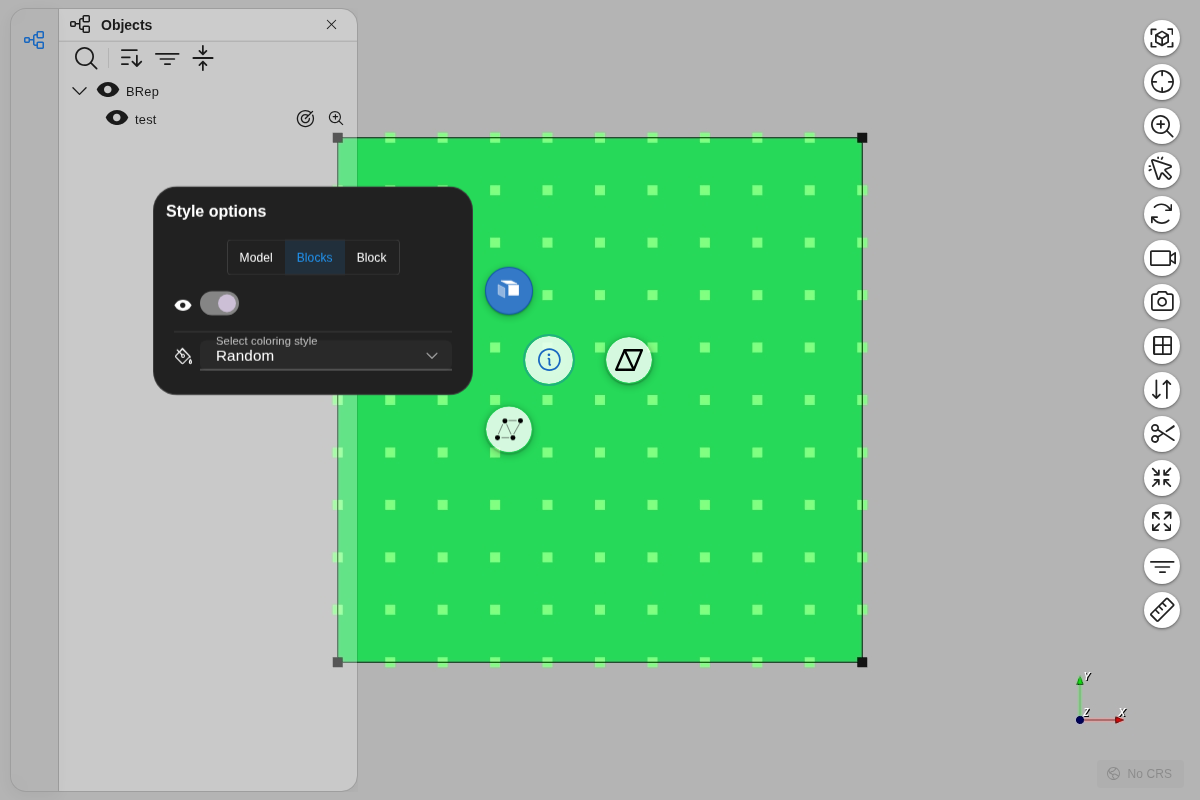 Objects
BRep
test
Style options
Model Blocks Block
Select coloring style
Random
Y
Z X
No CRS